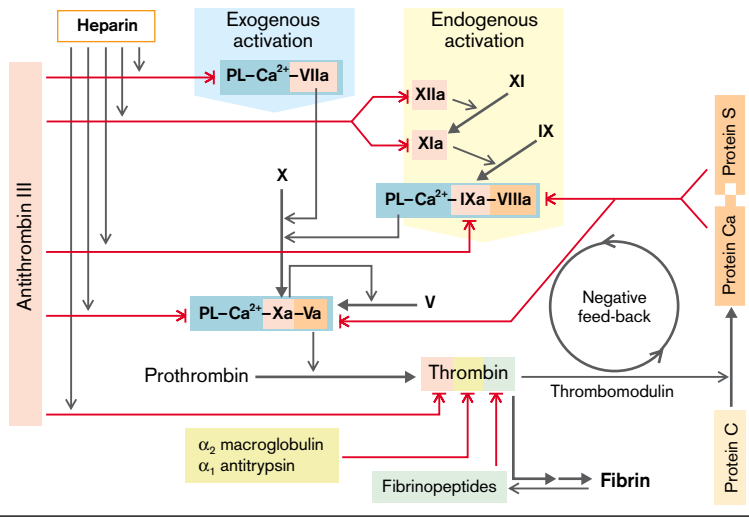 Heparin
Exogenous
activation
Endogenous
activation
PL–Ca²⁺–VIIa
XIIa
XI
XIa
IX
Protein S
Antithrombin III
X
PL–Ca²⁺–IXa–VIIIa
Protein Ca
PL–Ca²⁺–Xa–Va
V
Negative
feed-back
Prothrombin
Thrombin
Thrombomodulin
α₂ macroglobulin
α₁ antitrypsin
Fibrinopeptides
Fibrin
Protein C